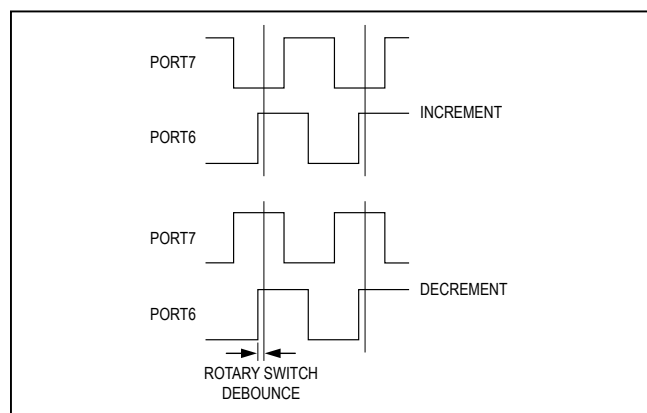 PORT7
INCREMENT
PORT6
PORT7
DECREMENT
PORT6
ROTARY SWITCH
DEBOUNCE